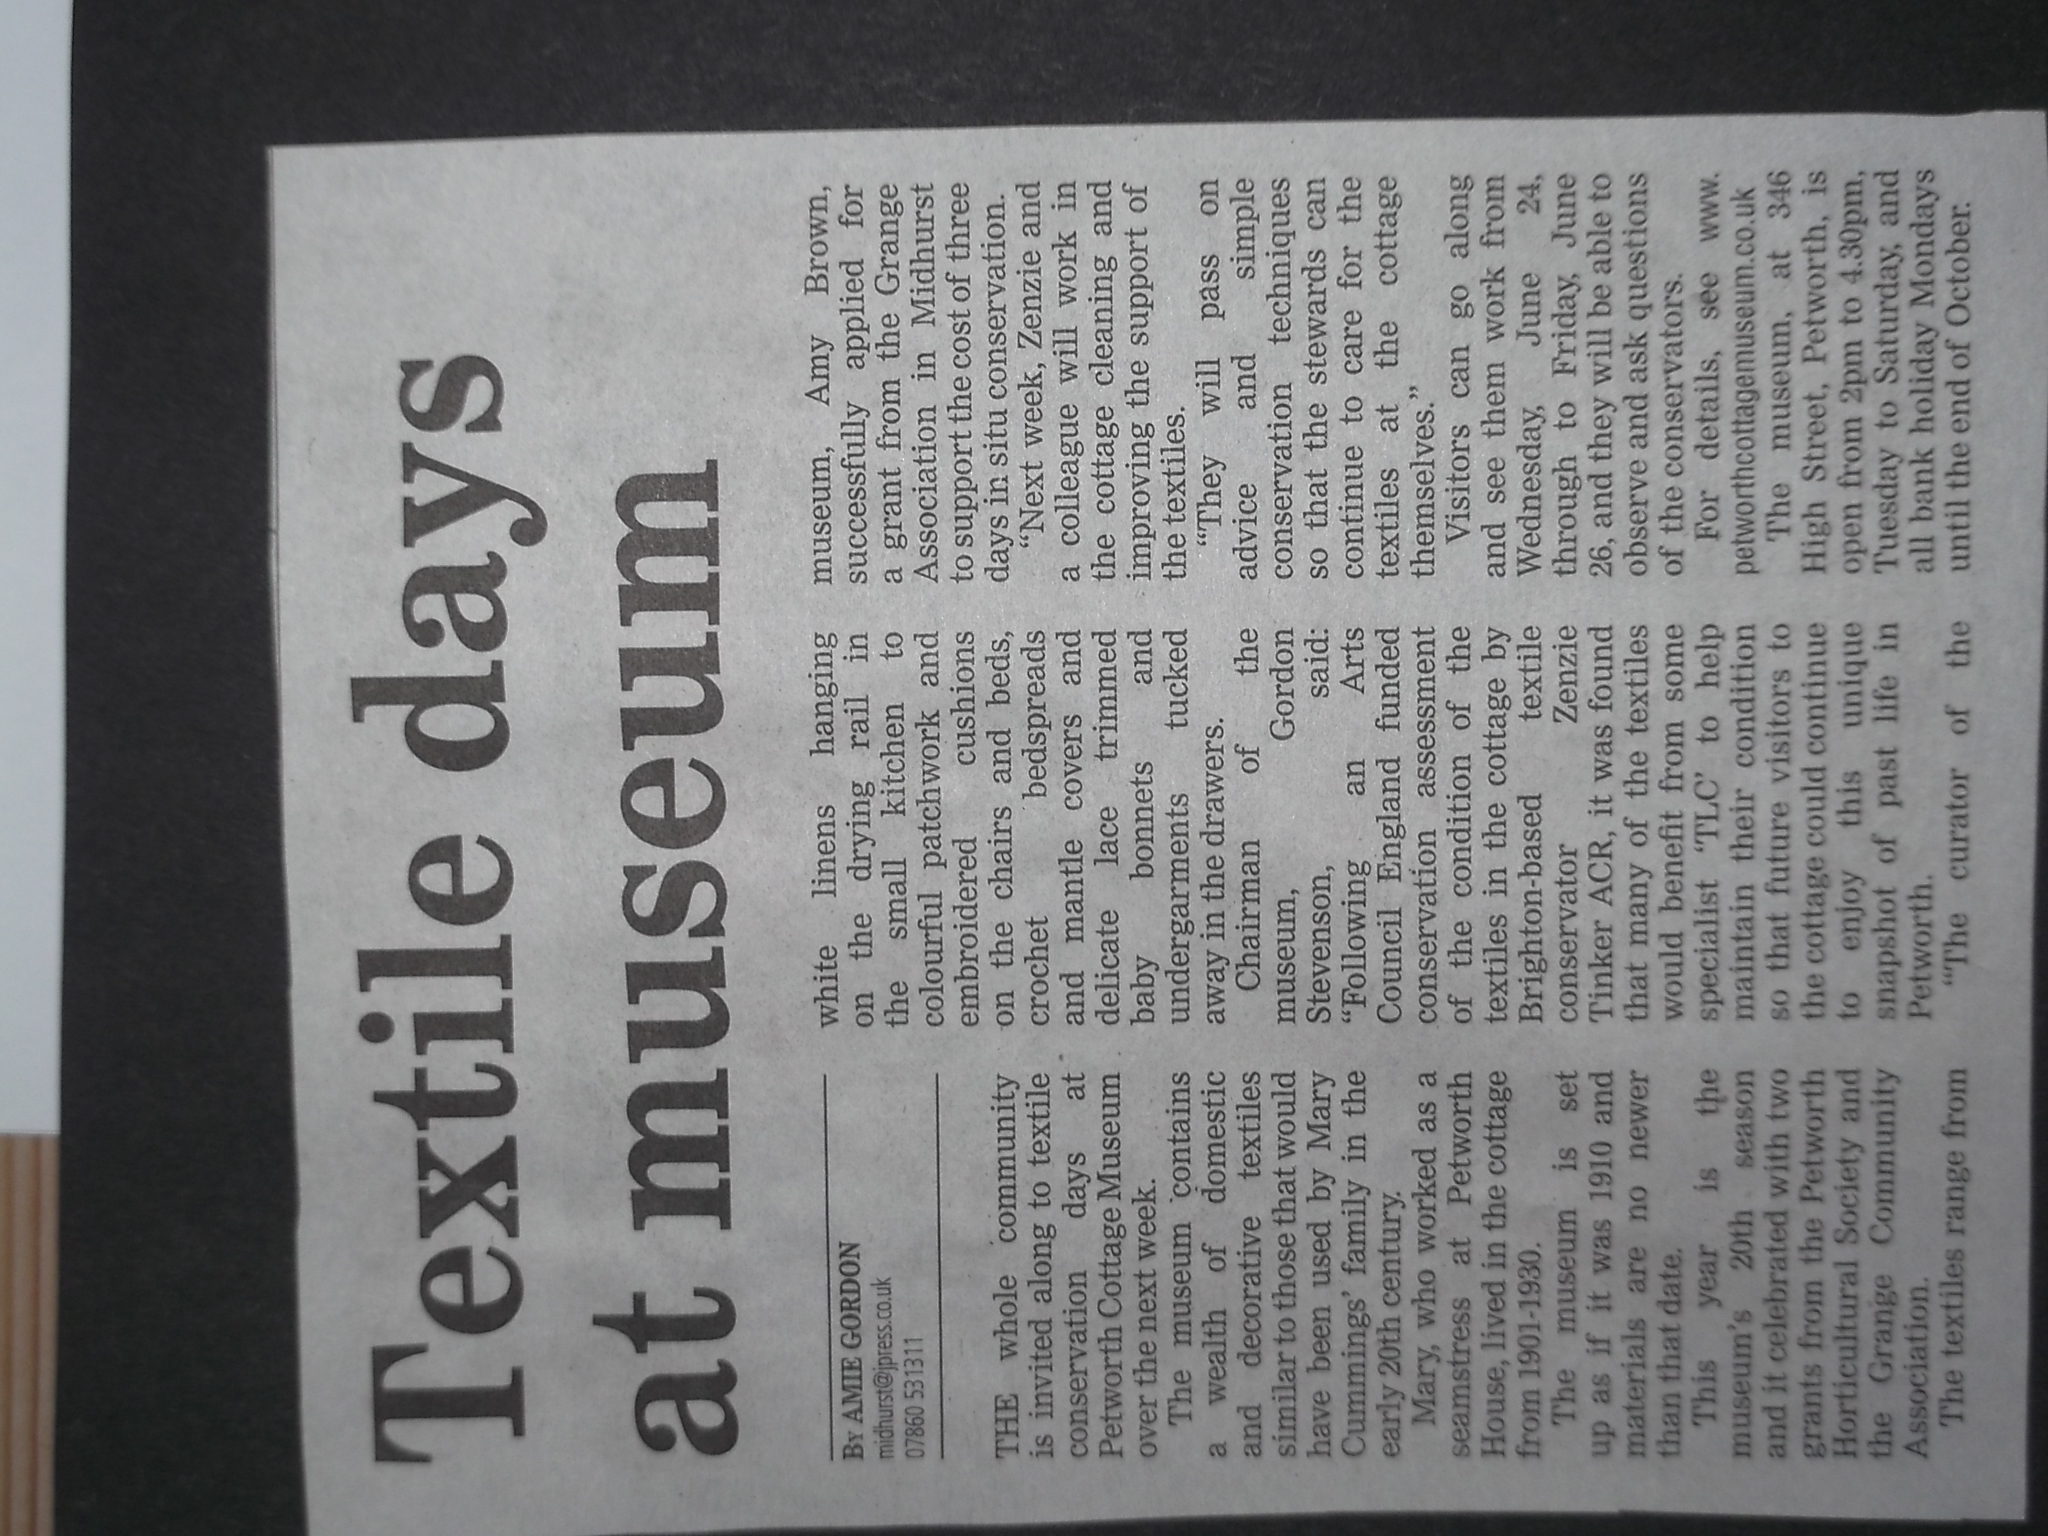 Textile days
at museum
By AMIE GORDON
midhurst@jpress.co.uk
07860 531311
THE whole community
is invited along to textile
conservation days at
Petworth Cottage Museum
over the next week.
The museum contains
a wealth of domestic
and decorative textiles
similar to those that would
have been used by Mary
Cummings' family in the
early 20th century.
Mary, who worked as a
seamstress at Petworth
House, lived in the cottage
from 1901-1930.
The museum is set
up as if it was 1910 and
materials are no newer
than that date.
This year is the
museum's 20th season
and it celebrated with two
grants from the Petworth
Horticultural Society and
the Grange Community
Association.
The textiles range from
white linens hanging
on the drying rail in
the small kitchen to
colourful patchwork and
embroidered cushions
on the chairs and beds,
crochet bedspreads
and mantle covers and
delicate lace trimmed
baby bonnets and
undergarments tucked
away in the drawers.
Chairman of the
museum, Gordon
Stevenson, said:
“Following an Arts
Council England funded
conservation assessment
of the condition of the
textiles in the cottage by
Brighton-based textile
conservator Zenzie
Tinker ACR, it was found
that many of the textiles
would benefit from some
specialist ‘TLC’ to help
maintain their condition
so that future visitors to
the cottage could continue
to enjoy this unique
snapshot of past life in
Petworth.
“The curator of the
museum, Amy Brown,
successfully applied for
a grant from the Grange
Association in Midhurst
to support the cost of three
days in situ conservation.
“Next week, Zenzie and
a colleague will work in
the cottage cleaning and
improving the support of
the textiles.
“They will pass on
advice and simple
conservation techniques
so that the stewards can
continue to care for the
textiles at the cottage
themselves.”
Visitors can go along
and see them work from
Wednesday, June 24,
through to Friday, June
26, and they will be able to
observe and ask questions
of the conservators.
For details, see www.
petworthcottagemuseum.co.uk
The museum, at 346
High Street, Petworth, is
open from 2pm to 4.30pm,
Tuesday to Saturday, and
all bank holiday Mondays
until the end of October.